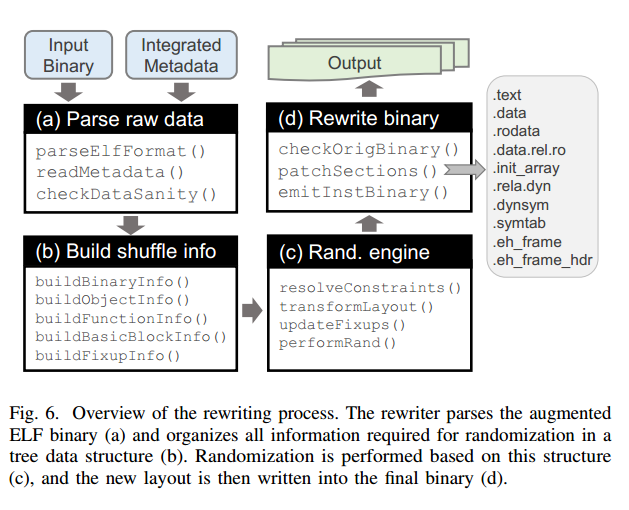 Input
Binary
Integrated
Metadata
(a) Parse raw data
parseElfFormat()
readMetadata()
checkDataSanity()
(b) Build shuffle info
buildBinaryInfo()
buildObjectInfo()
buildFunctionInfo()
buildBasicBlockInfo()
buildFixupInfo()
(c) Rand. engine
resolveConstraints()
transformLayout()
updateFixups()
performRand()
(d) Rewrite binary
checkOrigBinary()
patchSections()
emitInstBinary()
Output
.text
.data
.rodata
.data.rel.ro
.init_array
.rela.dyn
.dynsym
.symtab
.eh_frame
.eh_frame_hdr
Fig. 6. Overview of the rewriting process. The rewriter parses the augmented
ELF binary (a) and organizes all information required for randomization in a
tree data structure (b). Randomization is performed based on this structure
(c), and the new layout is then written into the final binary (d).